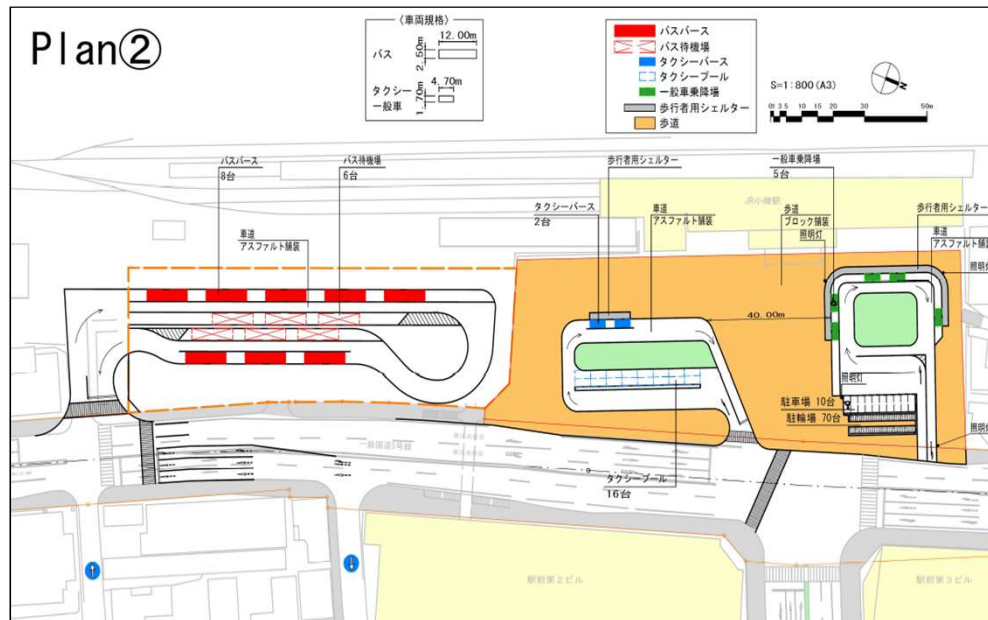 Plan②
〈車両規格〉
12.00m
バス
2.50m
4.70m
タクシー
一般車
1.70m
バスバース
バス待機場
タクシーバース
タクシープール
一般車乗降場
歩行者用シェルター
歩道
N
S=1:800(A3)
0 1 3 5 10 15 20 30 50m
バスバース
8台
バス待機場
6台
歩行者用シェルター
一般車乗降場
5台
JR小樽駅
タクシーバース
2台
車道
アスファルト舗装
歩道
ブロック舗装
照明灯
歩行者用シェルター
車道
アスファルト舗装
照明灯
車道
アスファルト舗装
40.00m
照明灯
駐車場 10台
駐輪場 70台
照明灯
一般国道5号線
タクシープール
16台
駅前第2ビル
駅前第3ビル